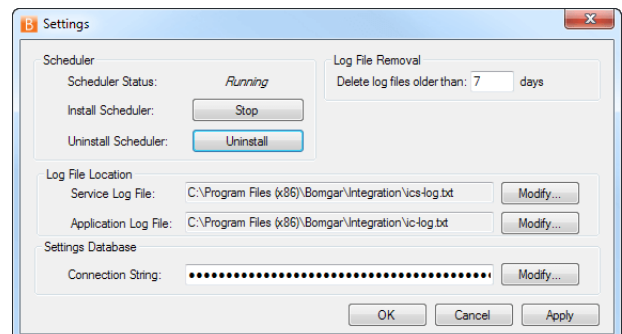 B Settings
Scheduler
Scheduler Status: Running
Install Scheduler: Stop
Uninstall Scheduler: Uninstall
Log File Removal
Delete log files older than: 7 days
Log File Location
Service Log File: C:\Program Files (x86)\Bomgar\Integration\ics-log.txt Modify...
Application Log File: C:\Program Files (x86)\Bomgar\Integration\ic-log.txt Modify...
Settings Database
Connection String: ●●●●●●●●●●●●●●●●●●●●●●●●●●●●●●●●●●●●●●●● Modify...
OK Cancel Apply